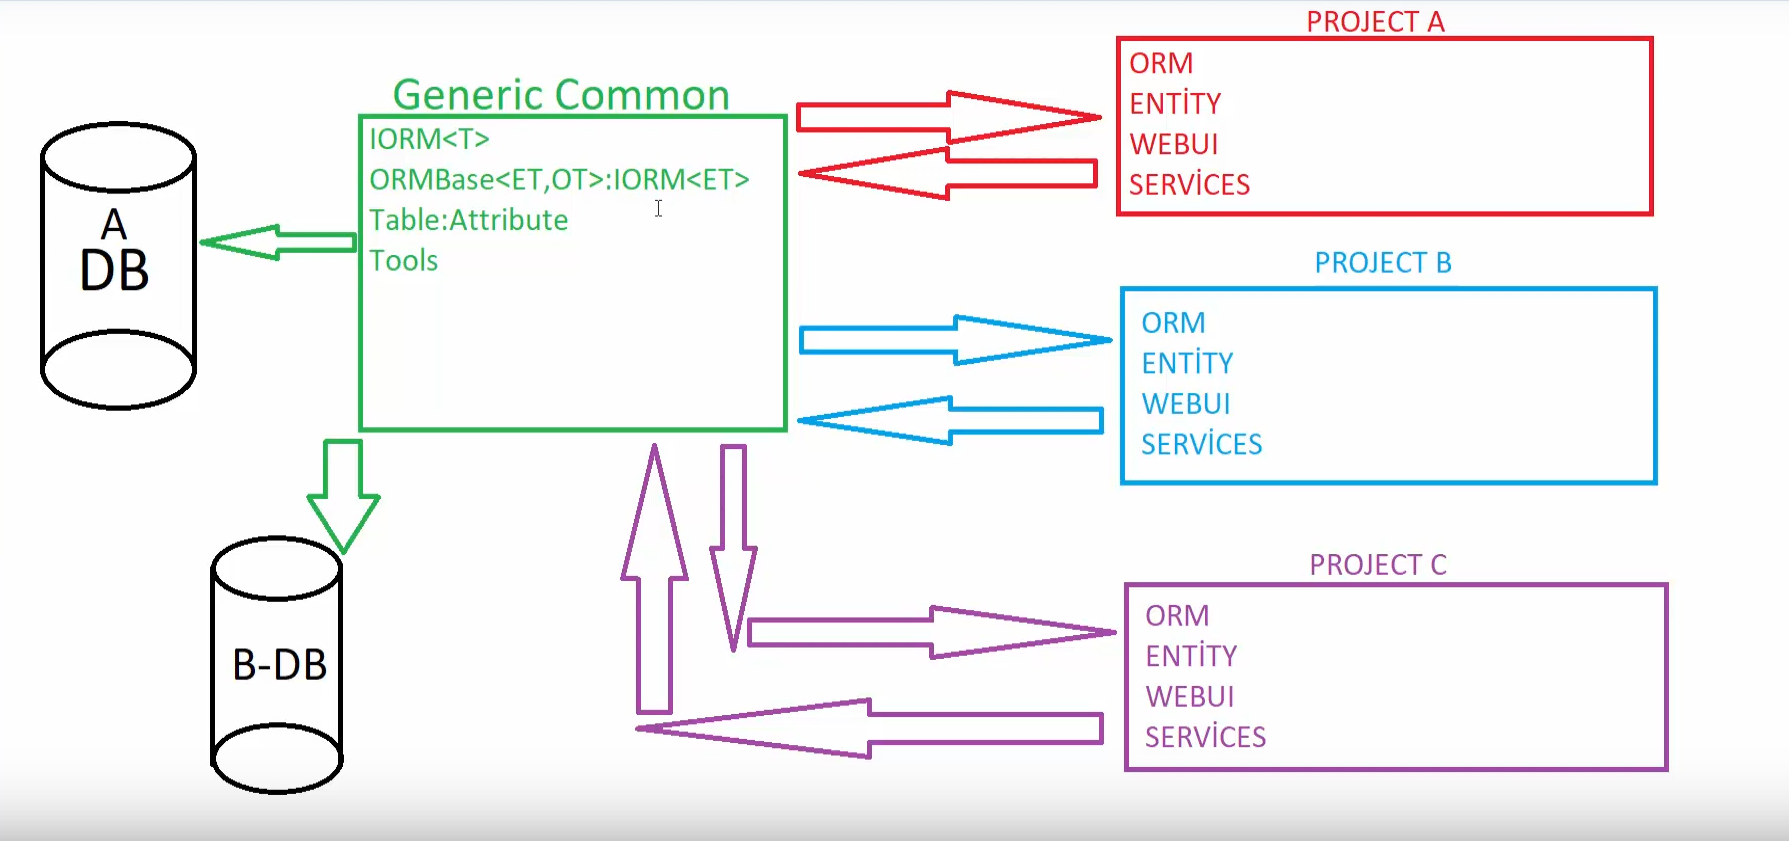 A
DB
B-DB
Generic Common
IORM<T>
ORMBase<ET,OT>:IORM<ET>
Table:Attribute
Tools
PROJECT A
ORM
ENTİTY
WEBUI
SERVİCES
PROJECT B
ORM
ENTİTY
WEBUI
SERVİCES
PROJECT C
ORM
ENTİTY
WEBUI
SERVİCES